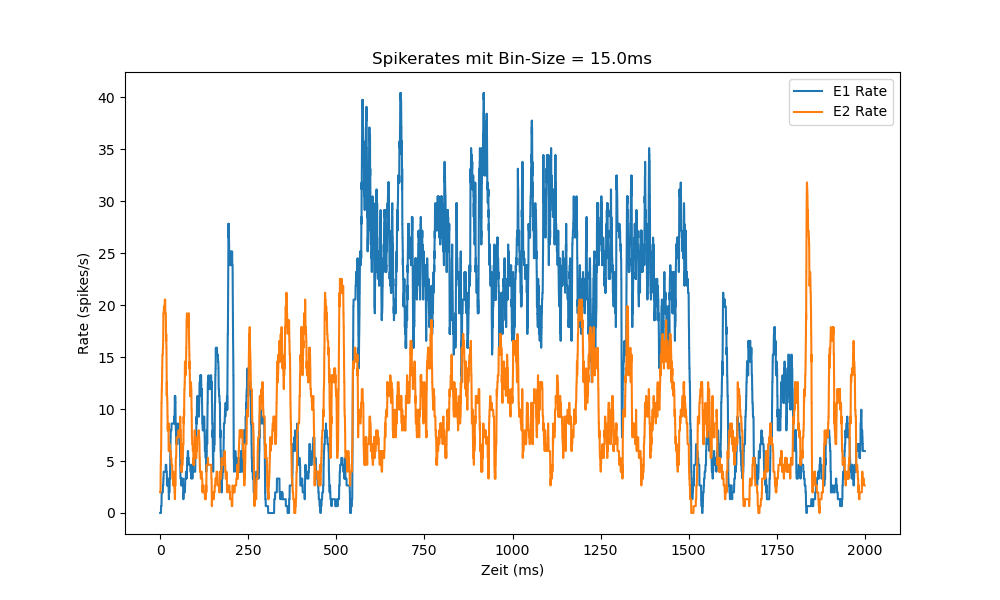 Spikerates mit Bin-Size = 15.0ms
E1 Rate
E2 Rate
Rate (spikes/s)
40
35
30
25
20
15
10
5
0
0 250 500 750 1000 1250 1500 1750 2000
Zeit (ms)